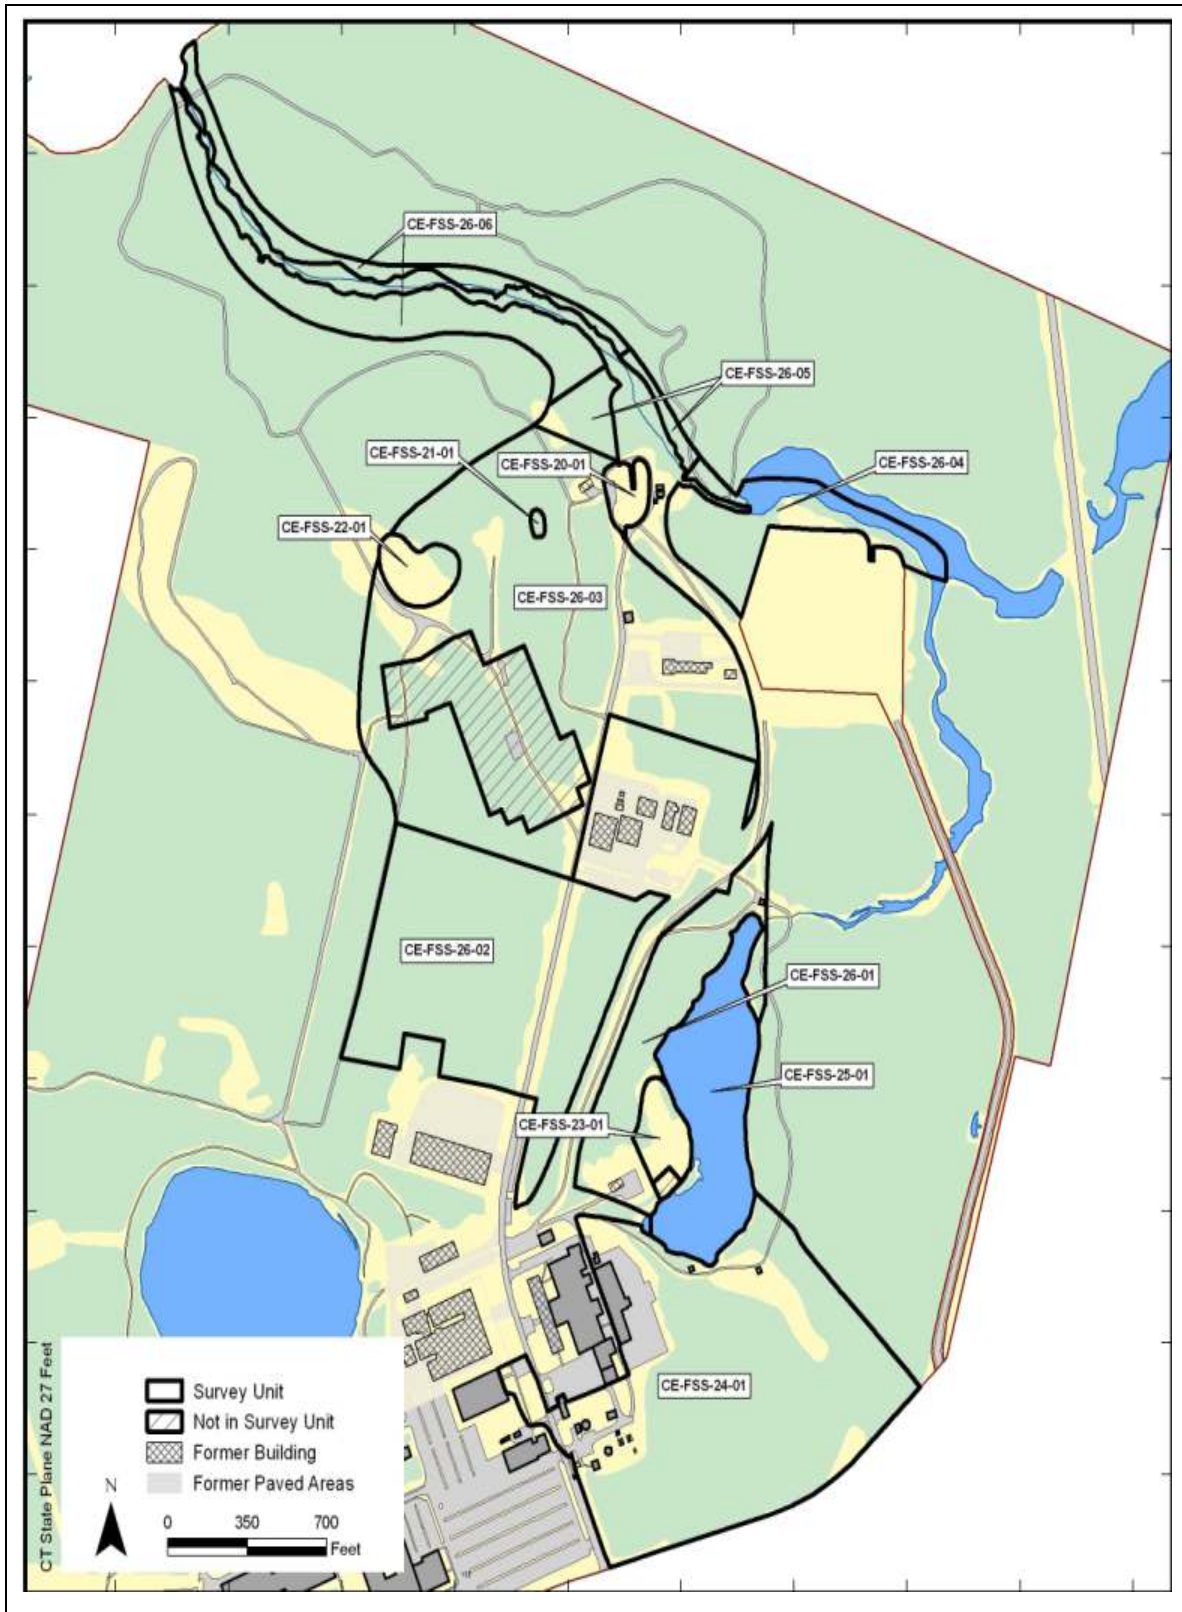 CE-FSS-26-06
CE-FSS-26-05
CE-FSS-21-01
CE-FSS-20-01
CE-FSS-26-04
CE-FSS-22-01
CE-FSS-26-03
CE-FSS-26-02
CE-FSS-26-01
CE-FSS-25-01
CE-FSS-23-01
CE-FSS-24-01
CT State Plane NAD 27 Feet
Survey Unit
Not in Survey Unit
Former Building
Former Paved Areas
N
0 350 700
Feet